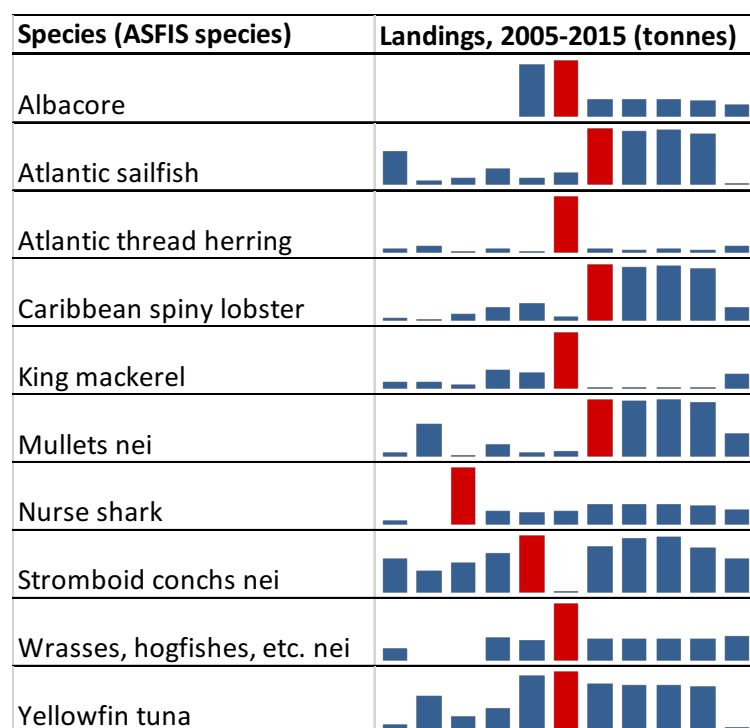 Species (ASFIS species) Landings, 2005-2015 (tonnes)
Albacore
Atlantic sailfish
Atlantic thread herring
Caribbean spiny lobster
King mackerel
Mullets nei
Nurse shark
Stromboid conchs nei
Wrasses, hogfishes, etc. nei
Yellowfin tuna